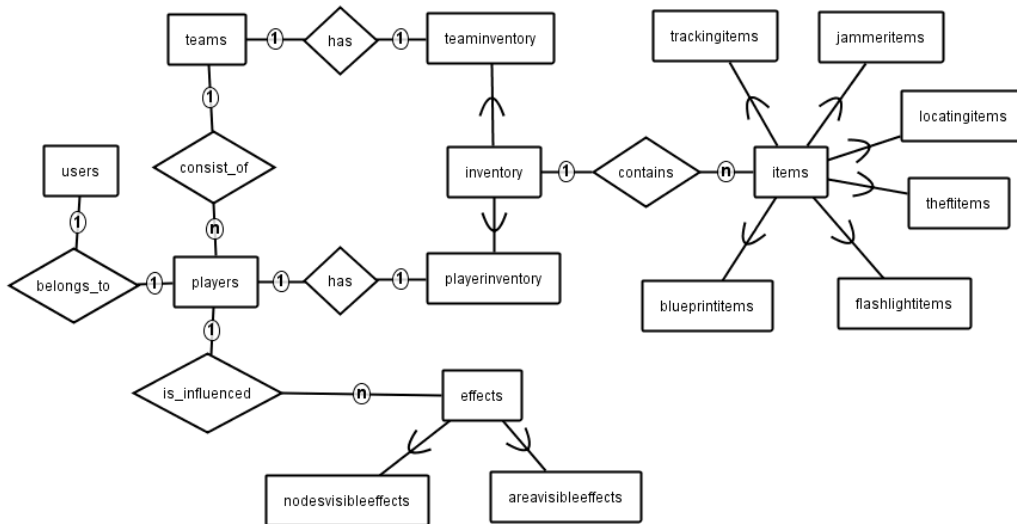 teams
1
has
1
teaminventory
trackingitems
jammeritems
1
locatingitems
users
consist_of
inventory
1
contains
n
items
theftitems
1
n
belongs_to
1
players
1
has
1
playerinventory
blueprintitems
flashlightitems
1
is_influenced
n
effects
nodesvisibleeffects
areavisibleeffects